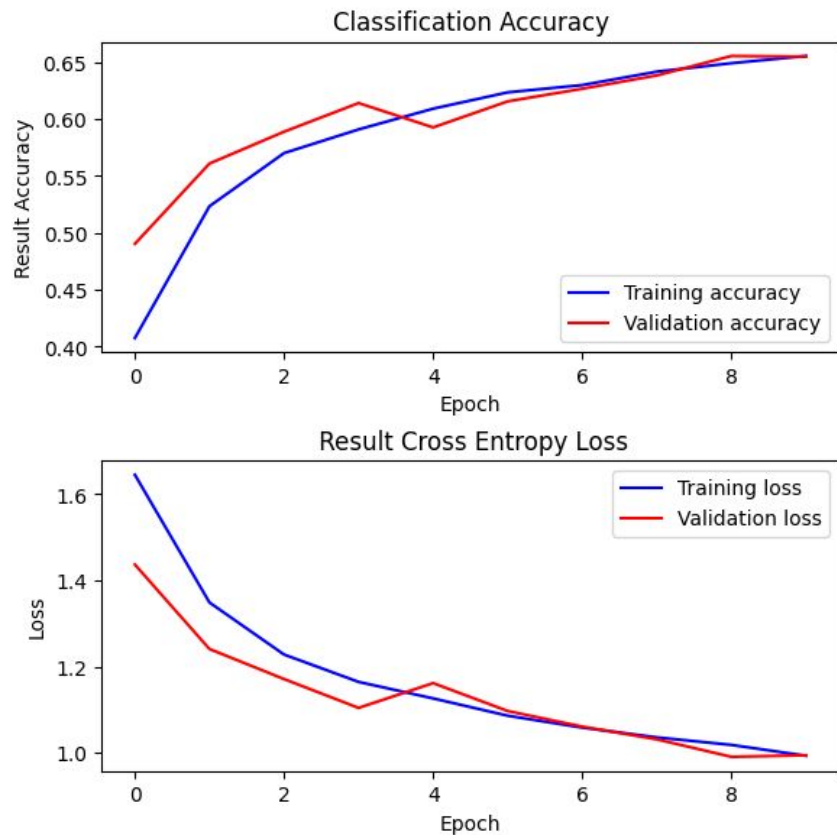 Classification Accuracy
Result Accuracy
0.65
0.60
0.55
0.50
0.45
0.40
Training accuracy
Validation accuracy
0 2 4 6 8
Epoch
Result Cross Entropy Loss
Loss
1.6
1.4
1.2
1.0
Training loss
Validation loss
0 2 4 6 8
Epoch